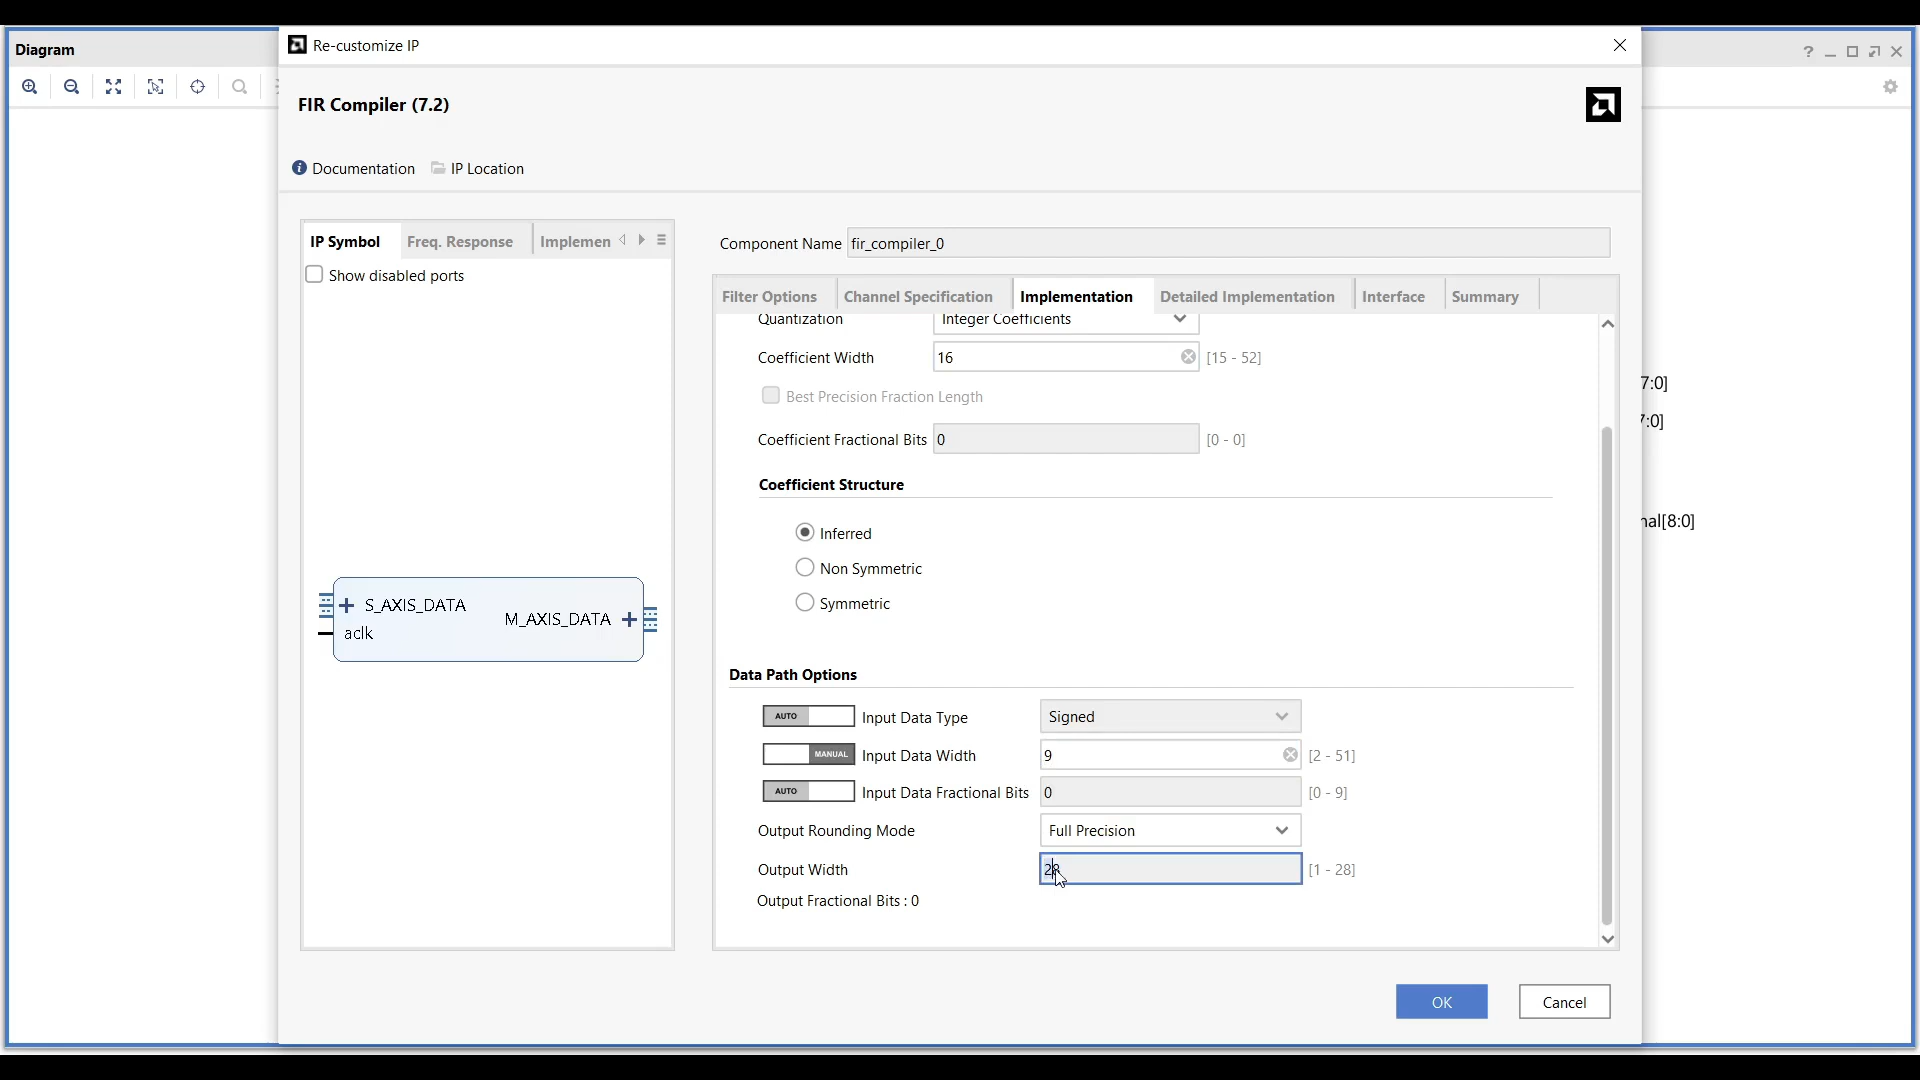 Diagram
Re-customize IP
?
FIR Compiler (7.2)
i Documentation IP Location
IP Symbol Freq. Response Implemen
Show disabled ports
S_AXIS_DATA
M_AXIS_DATA
aclk
Component Name fir_compiler_0
Filter Options Channel Specification Implementation Detailed Implementation Interface Summary
Quantization Integer Coefficients
Coefficient Width 16 [15 - 52]
Best Precision Fraction Length
Coefficient Fractional Bits 0 [0 - 0]
Coefficient Structure
Inferred
Non Symmetric
Symmetric
Data Path Options
AUTO Input Data Type Signed
MANUAL Input Data Width 9 [2 - 51]
AUTO Input Data Fractional Bits 0 [0 - 9]
Output Rounding Mode Full Precision
Output Width 28 [1 - 28]
Output Fractional Bits : 0
OK Cancel
7:0]
7:0]
nal[8:0]